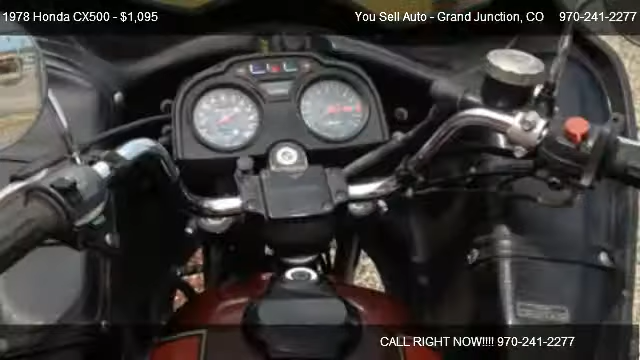 1978 Honda CX500 - $1,095
You Sell Auto - Grand Junction, CO 970-241-2277
CALL RIGHT NOW!!!! 970-241-2277